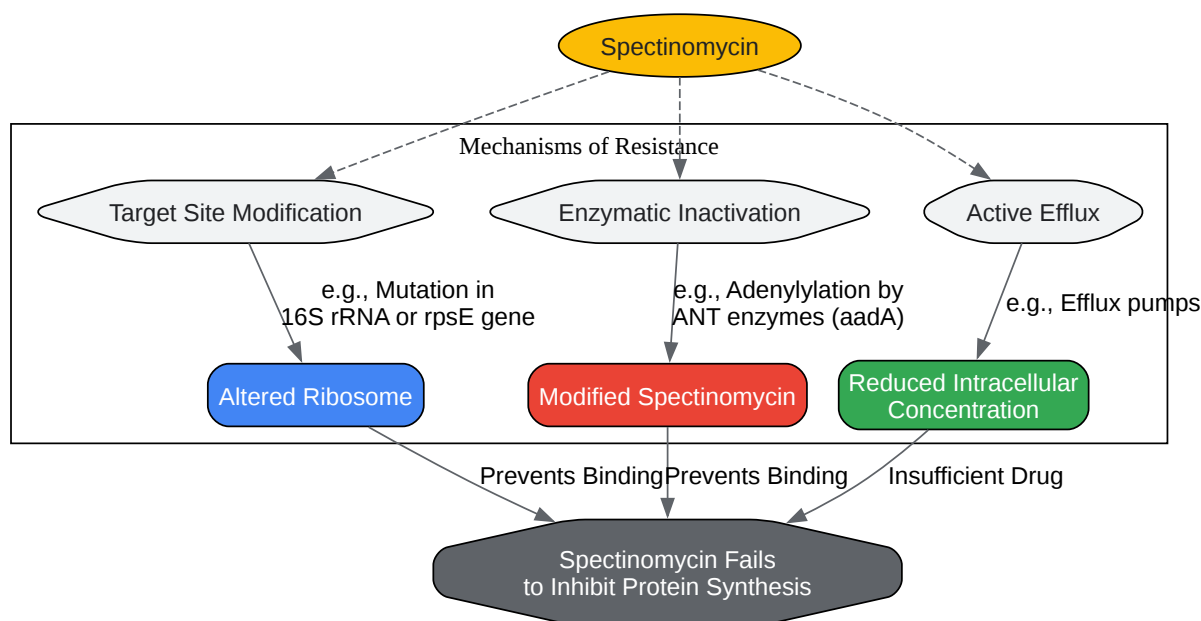 Spectinomycin
Mechanisms of Resistance
Target Site Modification
Enzymatic Inactivation
Active Efflux
e.g., Mutation in
16S rRNA or rpsE gene
e.g., Adenylylation by
ANT enzymes (aadA)
e.g., Efflux pumps
Altered Ribosome
Modified Spectinomycin
Reduced Intracellular
Concentration
Prevents Binding
Prevents Binding
Insufficient Drug
Spectinomycin Fails
to Inhibit Protein Synthesis